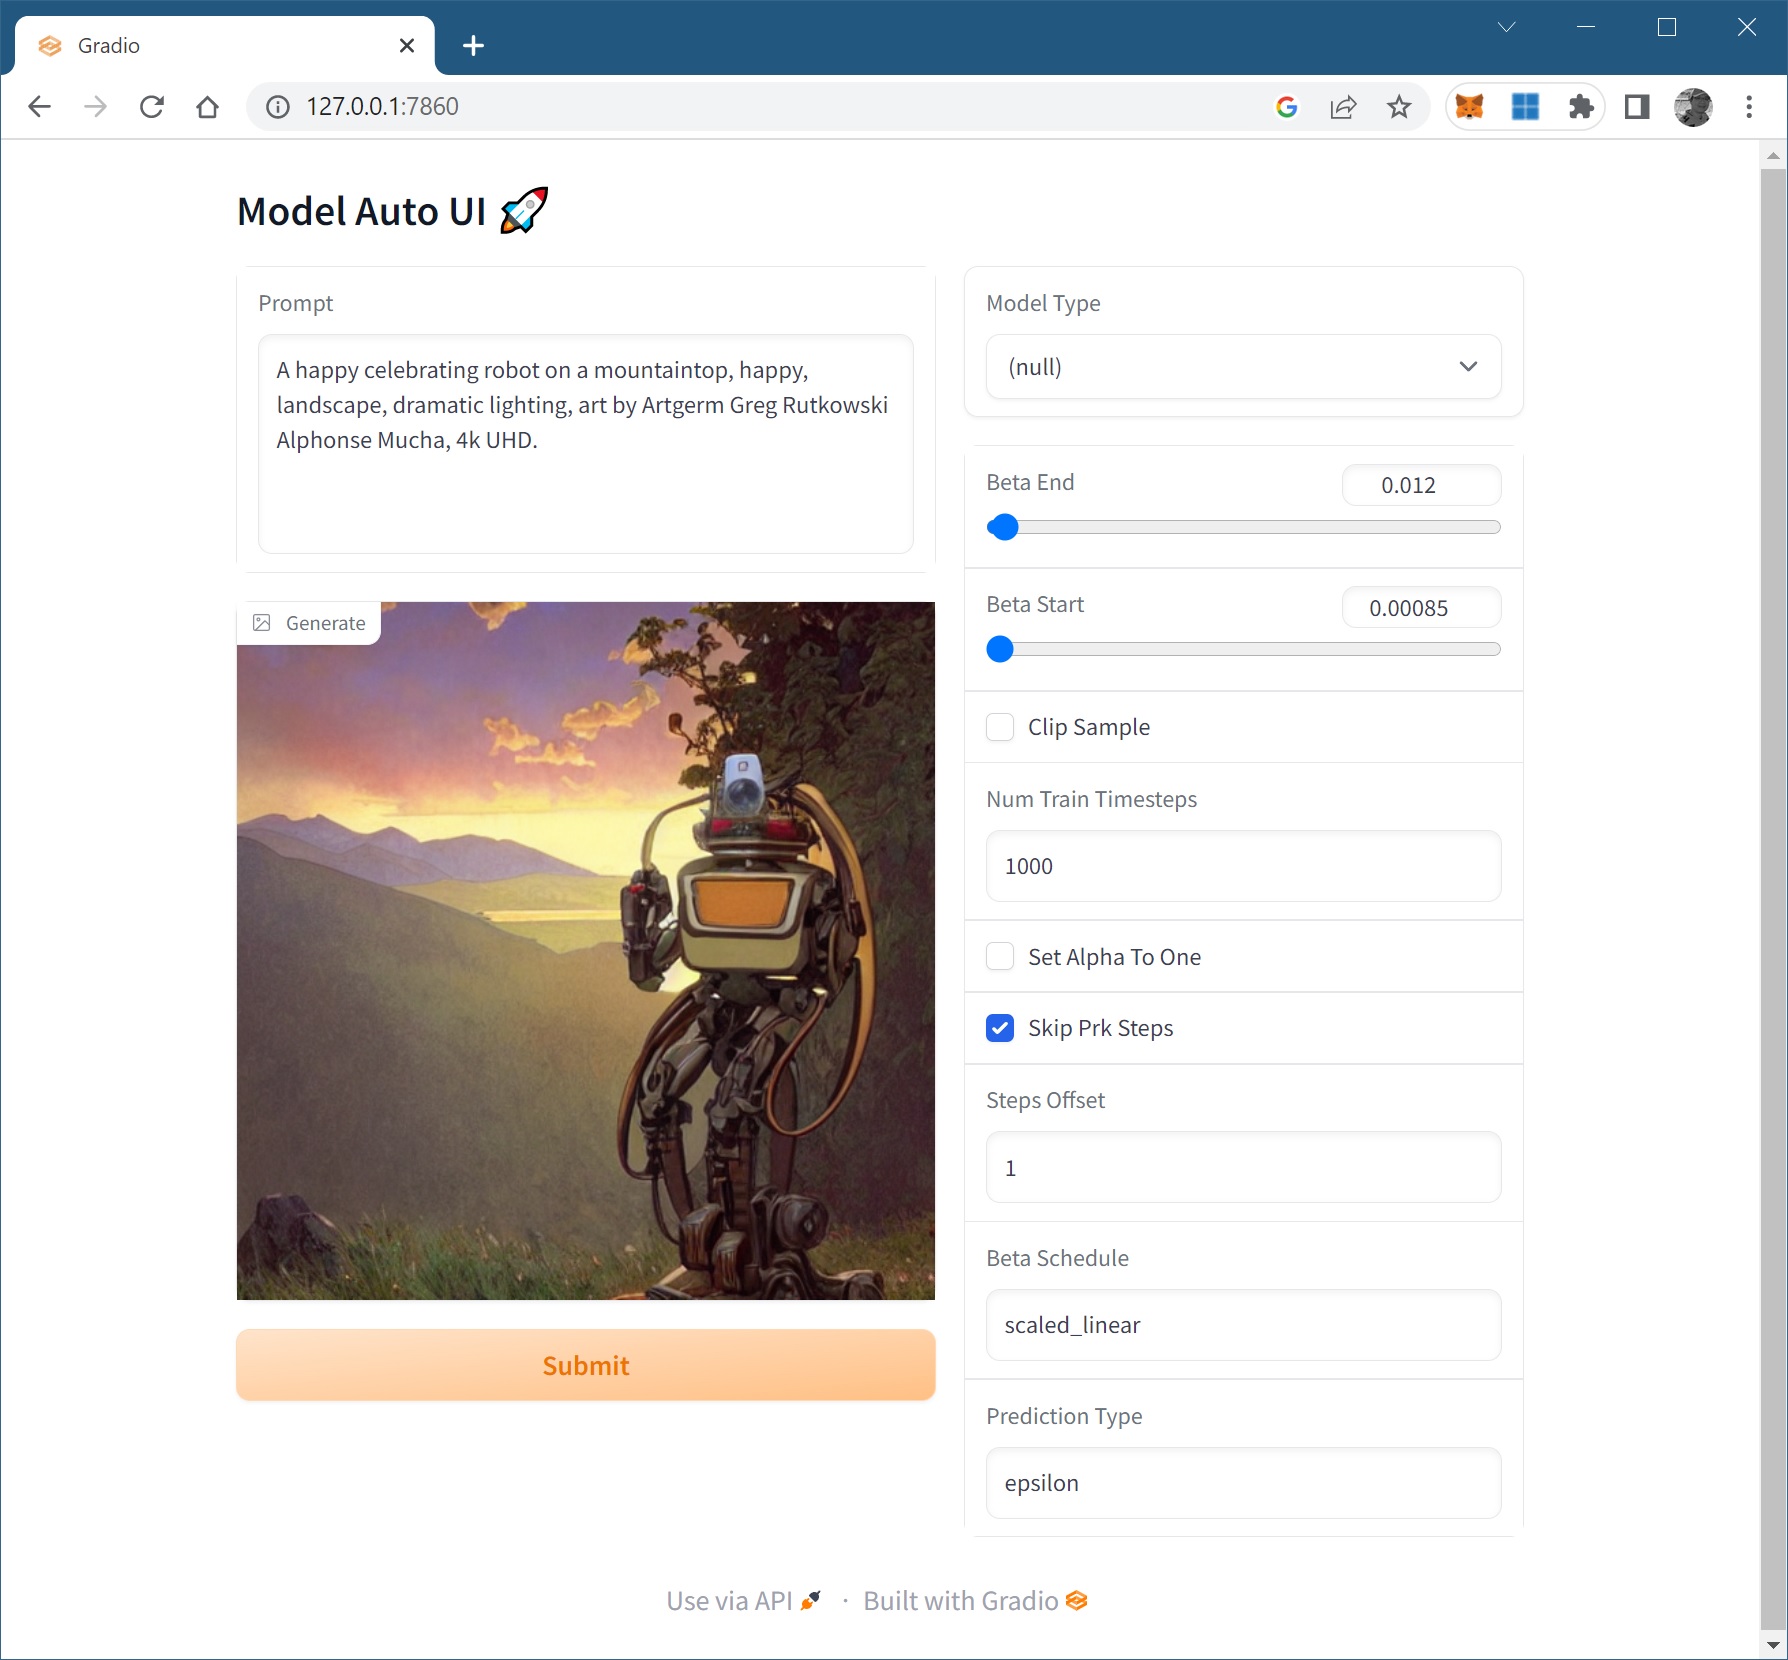 Gradio
127.0.0.1:7860
Model Auto UI
Prompt
A happy celebrating robot on a mountaintop, happy,
landscape, dramatic lighting, art by Artgerm Greg Rutkowski
Alphonse Mucha, 4k UHD.
Generate
Submit
Model Type
(null)
Beta End
0.012
Beta Start
0.00085
Clip Sample
Num Train Timesteps
1000
Set Alpha To One
Skip Prk Steps
Steps Offset
1
Beta Schedule
scaled_linear
Prediction Type
epsilon
Use via API · Built with Gradio